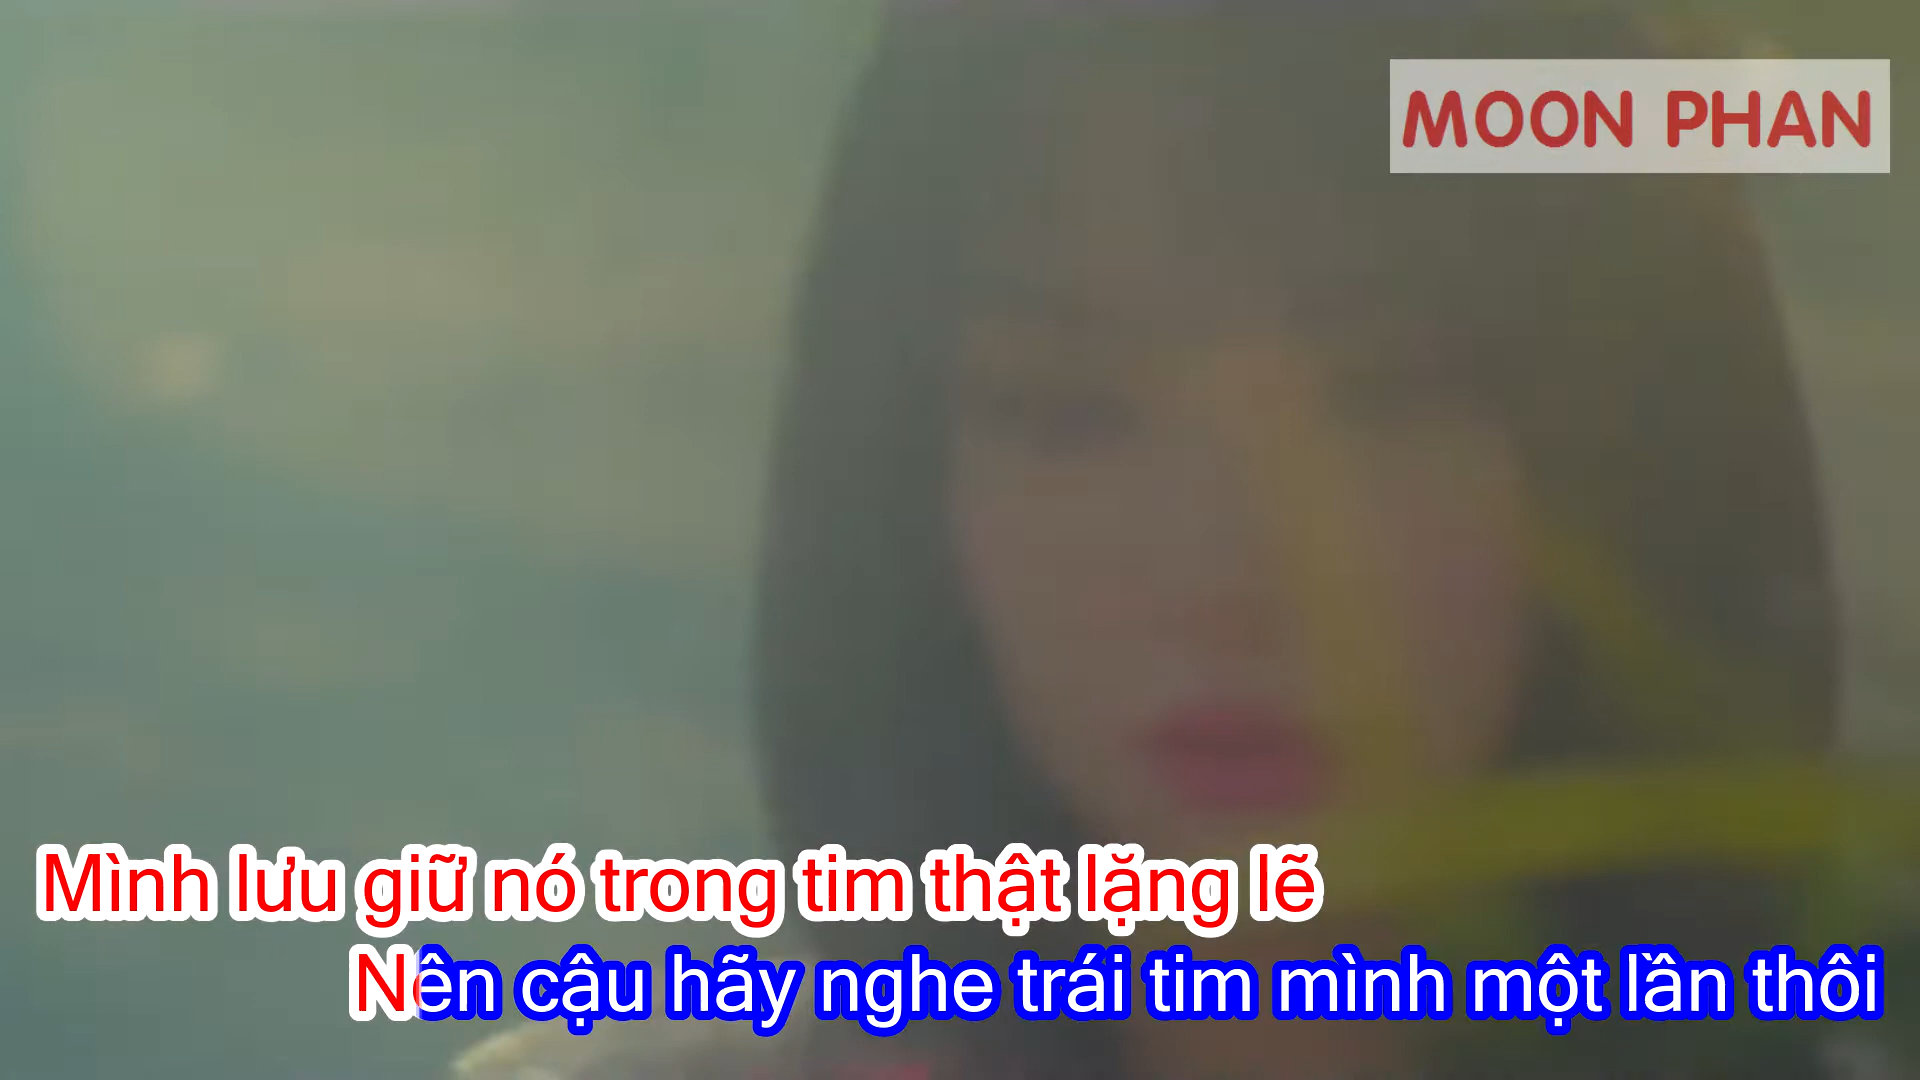 MOON PHAN
Mình lưu giữ nó trong tim thật lặng lẽ
Nên cậu hãy nghe trái tim mình một lần thôi